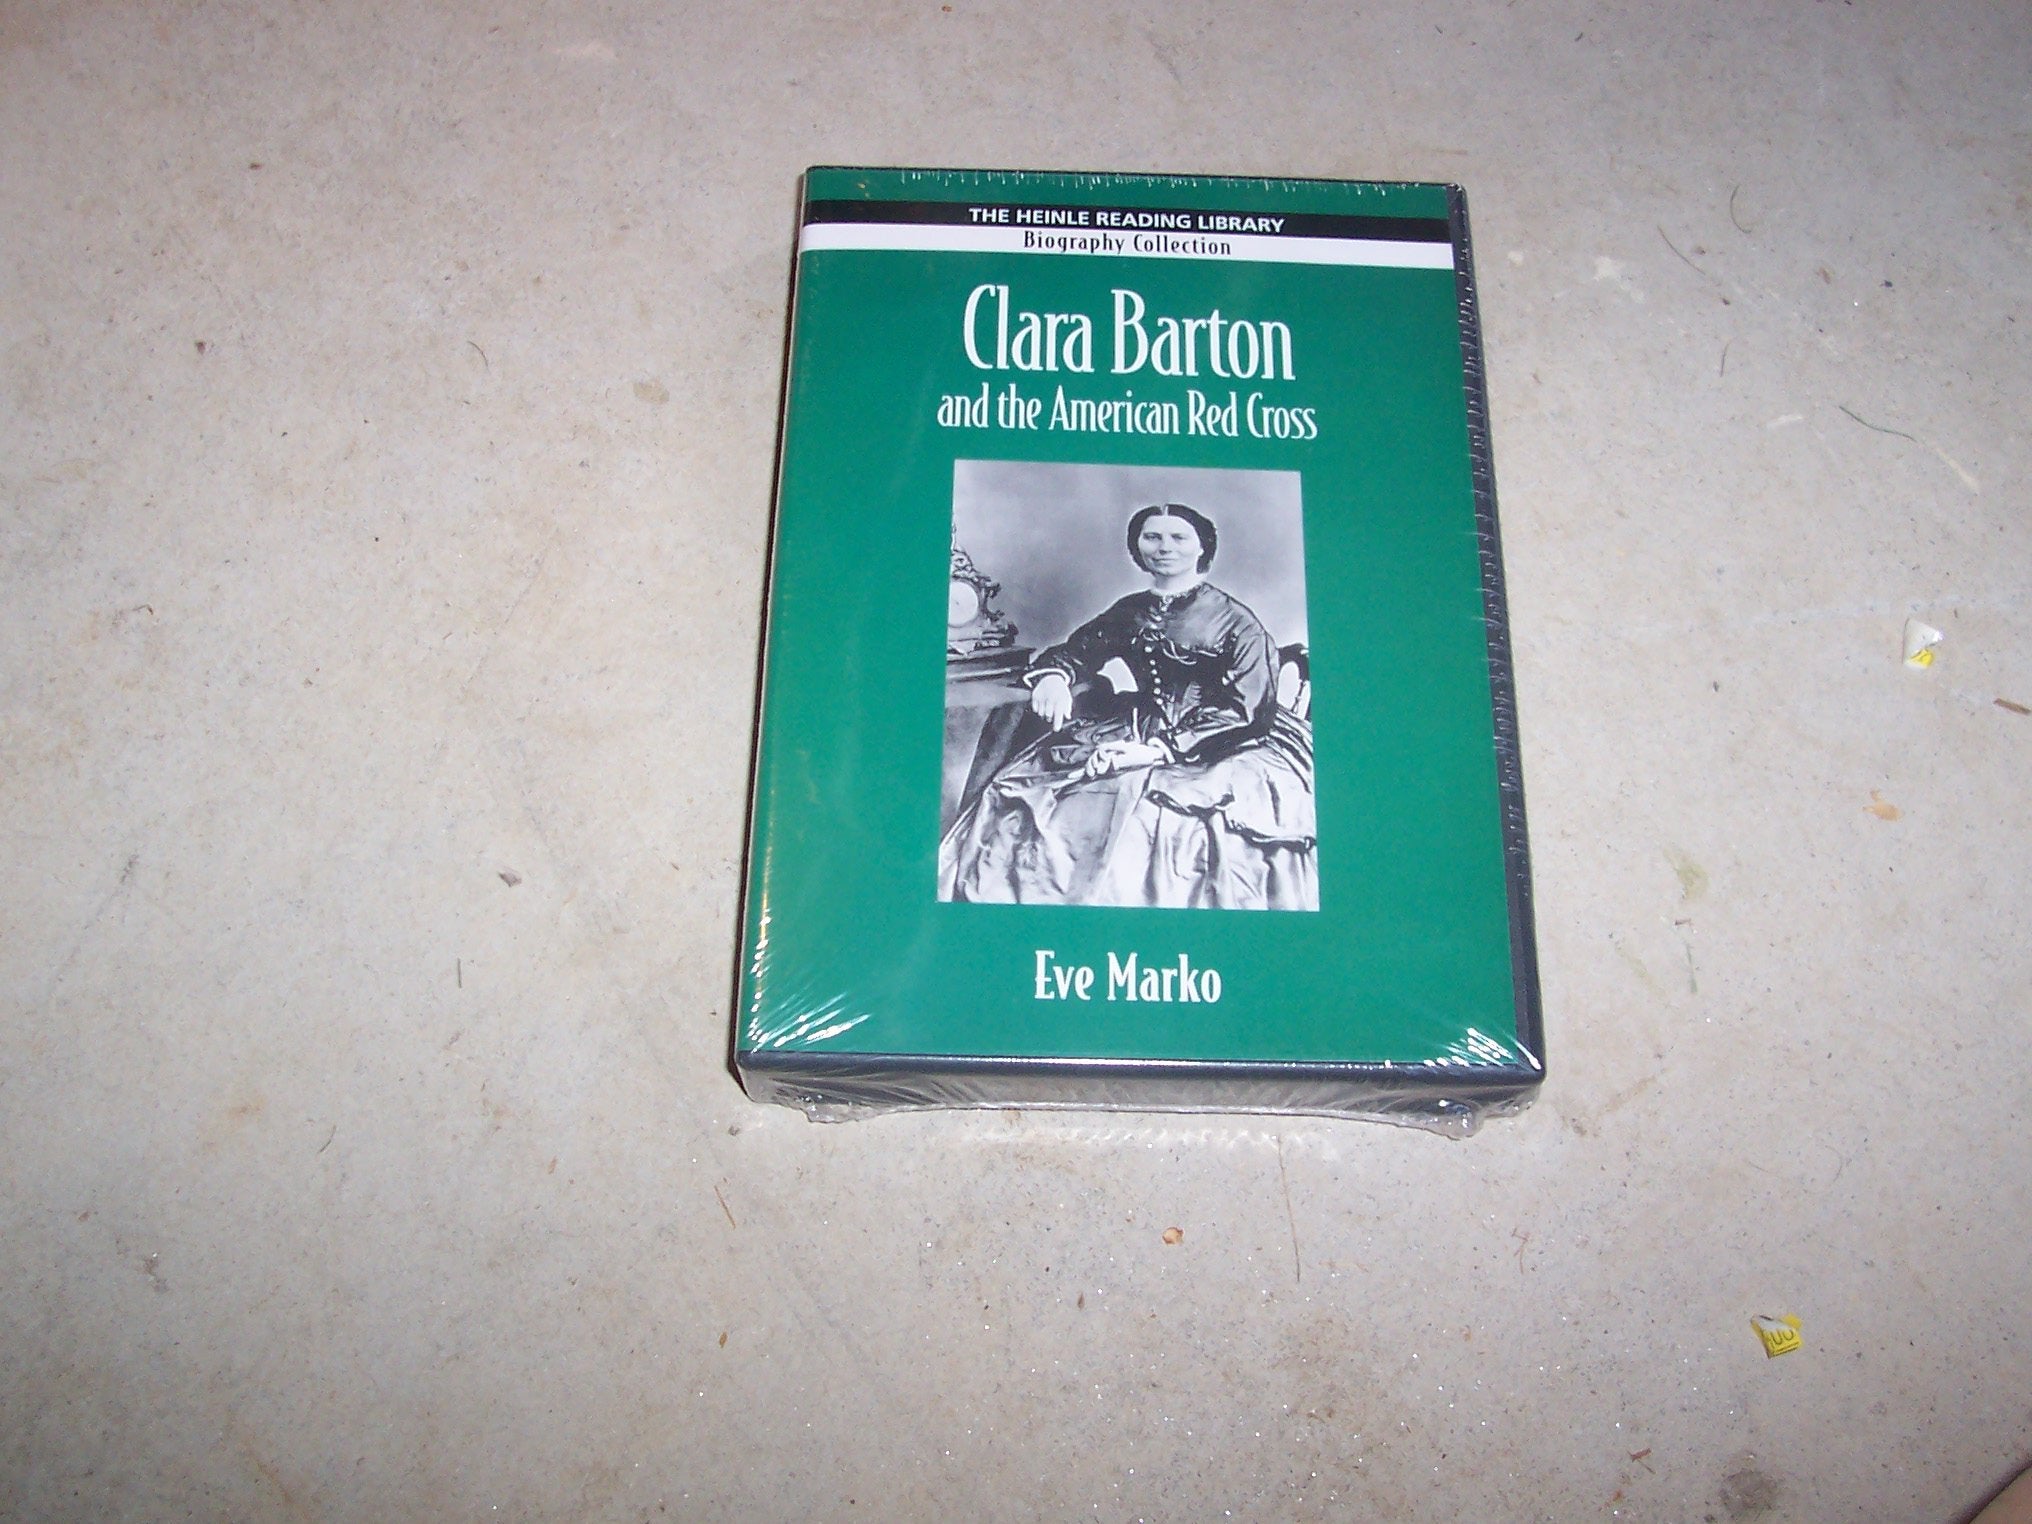 THE HEINLE READING LIBRARY
Biography Collection
Clara Barton
and the American Red Cross
Eve Marko